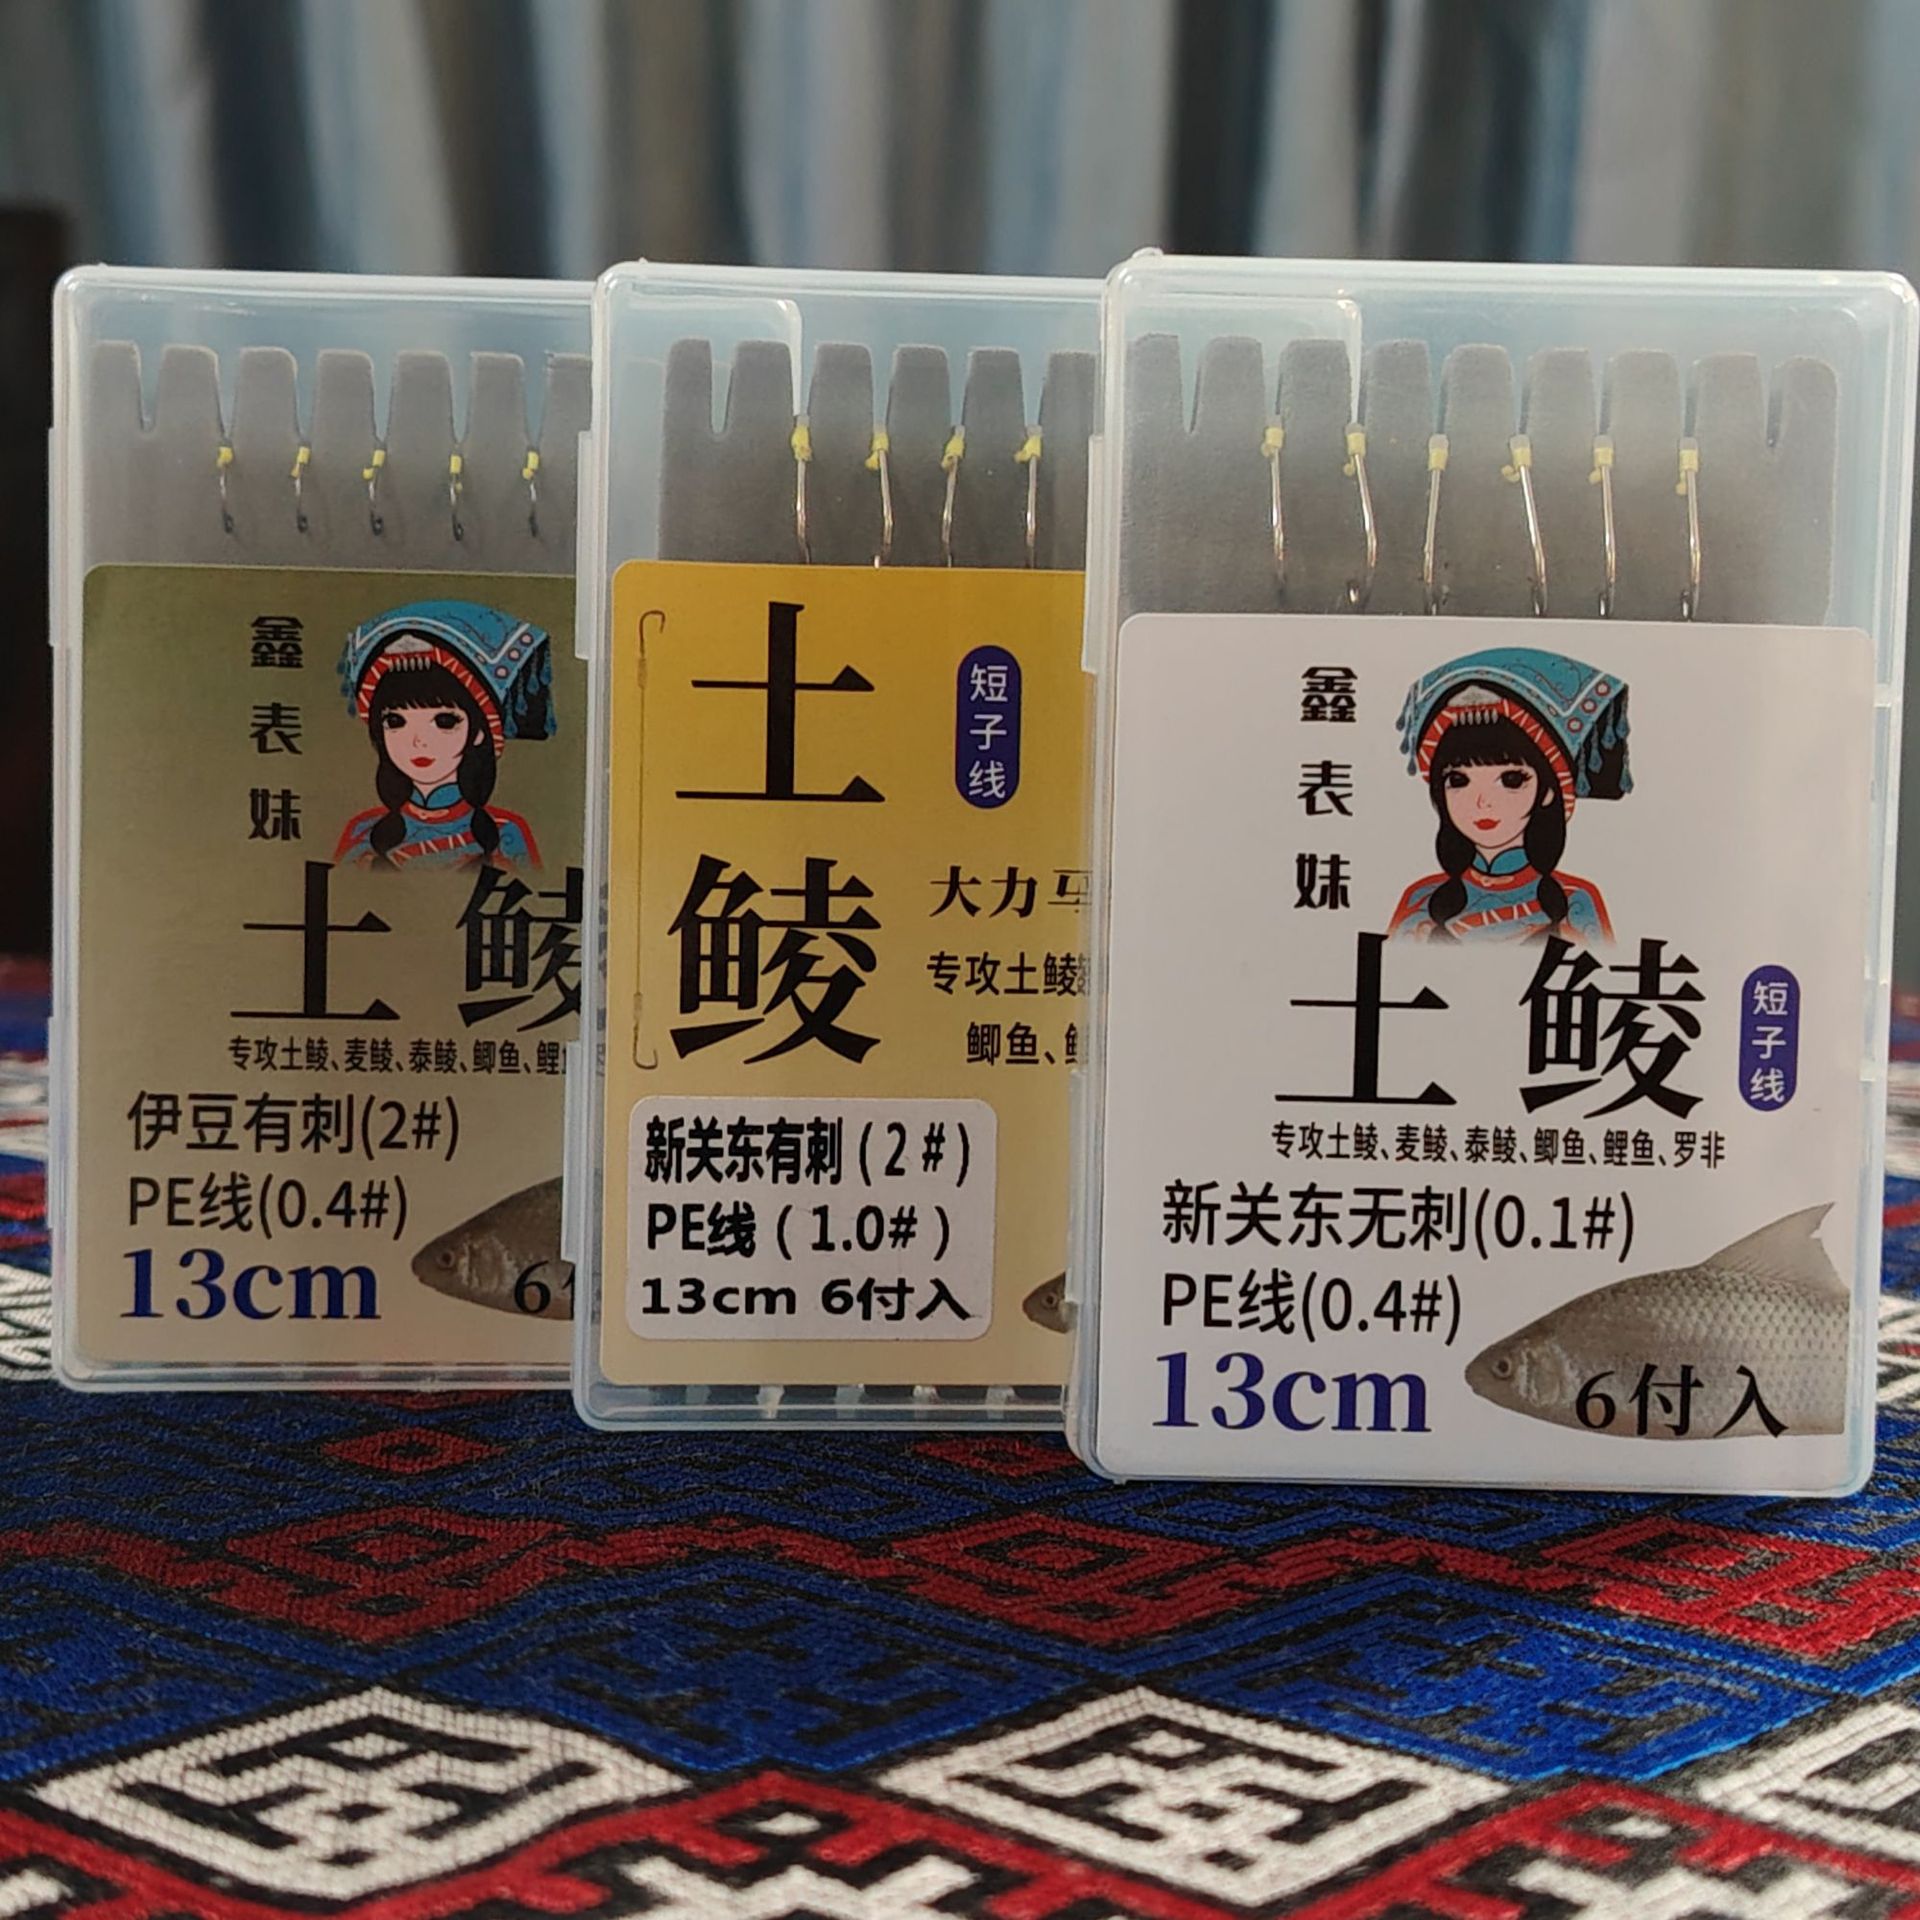 鑫表妹
土鲮
专攻土鲮、麦鲮、泰鲮、鲫鱼、鲤
伊豆有刺(2#)
PE线(0.4#)
13cm
6
土鲮
短子线
大力
专攻土鲮
鲫鱼、
新关东有刺(2#)
PE线(1.0#)
13cm 6付入
鑫表妹
土鲮
短子线
专攻土鲮、麦鲮、泰鲮、鲫鱼、鲤鱼、罗非
新关东无刺(0.1#)
PE线(0.4#)
13cm
6付入